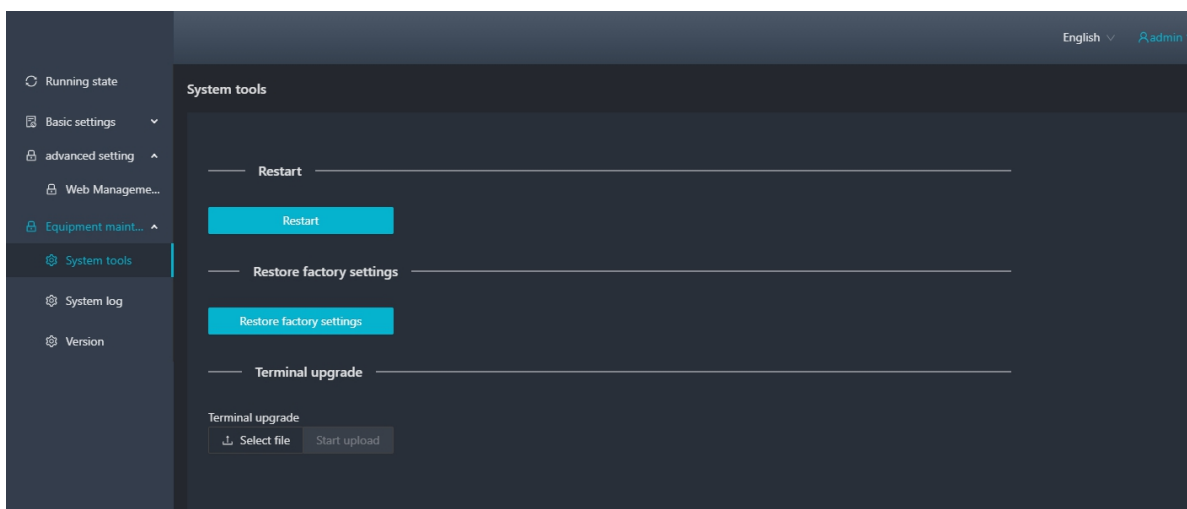 English
admin
Running state
Basic settings
advanced setting
Web Manageme...
Equipment maint...
System tools
System log
Version
System tools
Restart
Restart
Restore factory settings
Restore factory settings
Terminal upgrade
Terminal upgrade
Select file Start upload